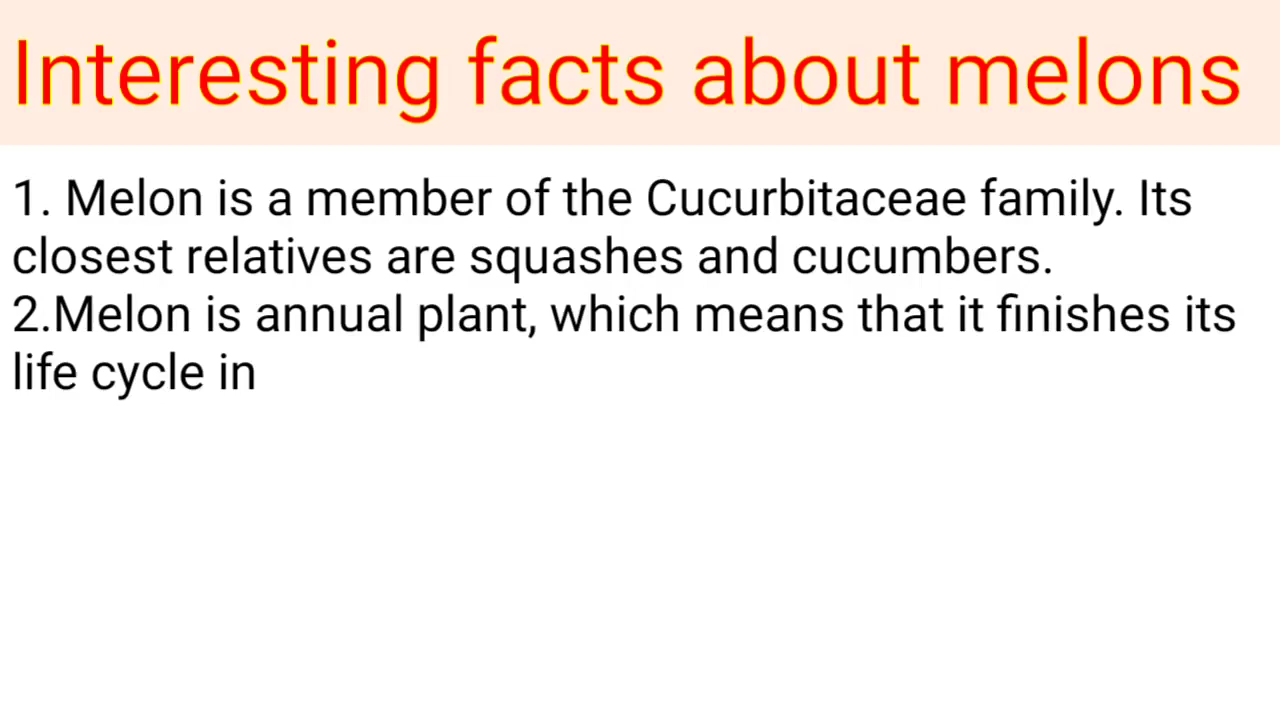 Interesting facts about melons
1. Melon is a member of the Cucurbitaceae family. Its
closest relatives are squashes and cucumbers.
2.Melon is annual plant, which means that it finishes its
life cycle in